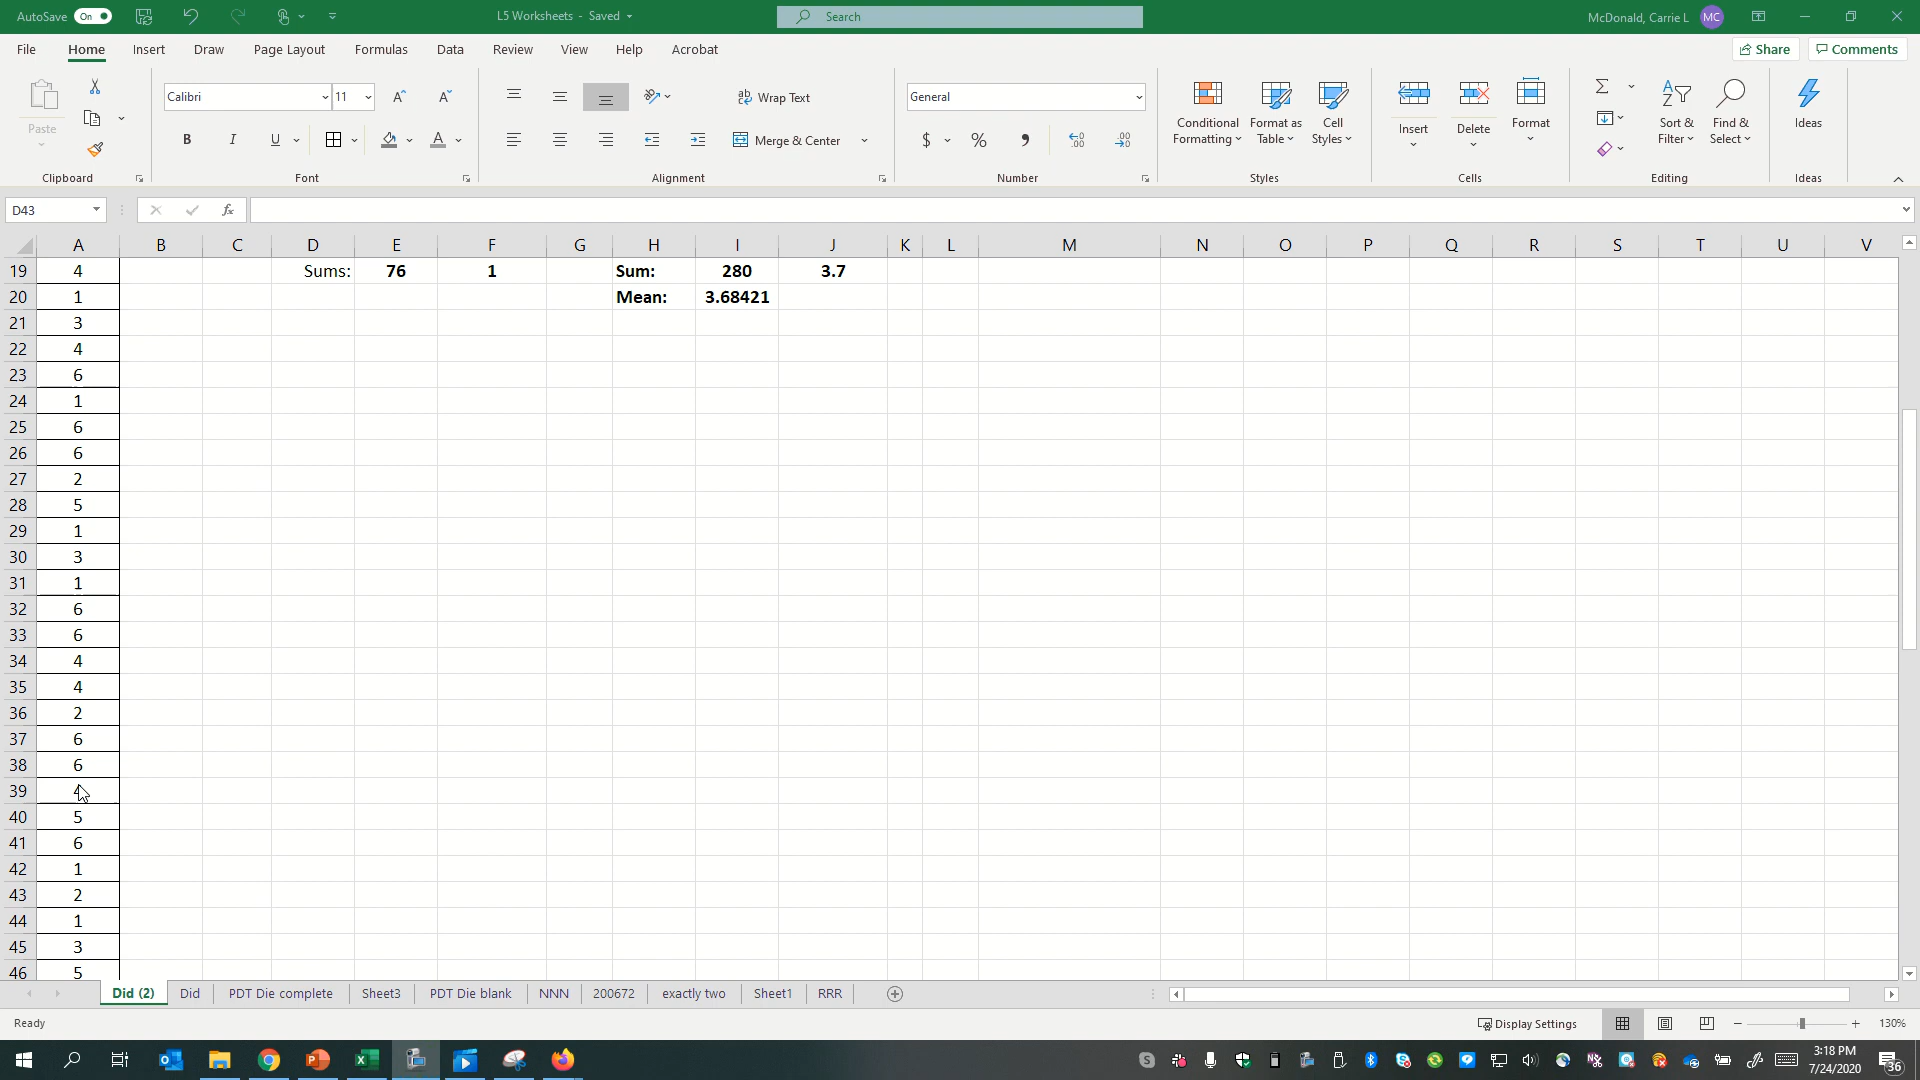 AutoSave On L5 Worksheets - Saved Search McDonald, Carrie L MC
File Home Insert Draw Page Layout Formulas Data Review View Help Acrobat Share Comments
Calibri 11 Wrap Text General
Paste B I U Merge & Center $ % Conditional Formatting Format as Table Cell Styles Insert Delete Format Sort & Filter Find & Select Ideas
Clipboard Font Alignment Number Styles Cells Editing Ideas
D43 fx
A B C D E F G H I J K L M N O P Q R S T U V
19 4 Sums: 76 1 Sum: 280 3.7
20 1 Mean: 3.68421
21 3
22 4
23 6
24 1
25 6
26 6
27 2
28 5
29 1
30 3
31 1
32 6
33 6
34 4
35 4
36 2
37 6
38 6
39 4
40 5
41 6
42 1
43 2
44 1
45 3
46 5
Did (2) Did PDT Die complete Sheet3 PDT Die blank NNN 200672 exactly two Sheet1 RRR
Ready Display Settings 130%
3:18 PM
7/24/2020 36